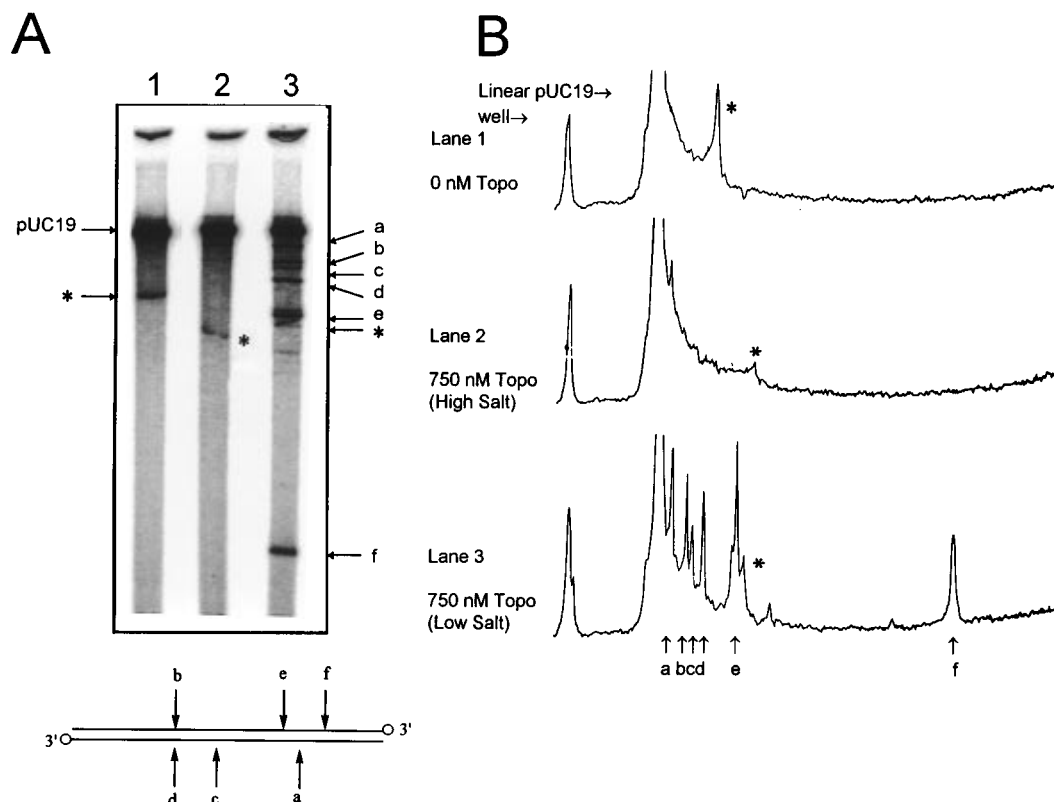 A
1 2 3
pUC19→
*→
*
a
b
c
d
e
*
f
b e f
3'
3'
d c a
B
Linear pUC19→
well→
*
Lane 1
0 nM Topo
Lane 2
*
750 nM Topo
(High Salt)
Lane 3
*
750 nM Topo
(Low Salt)
a b c d e f